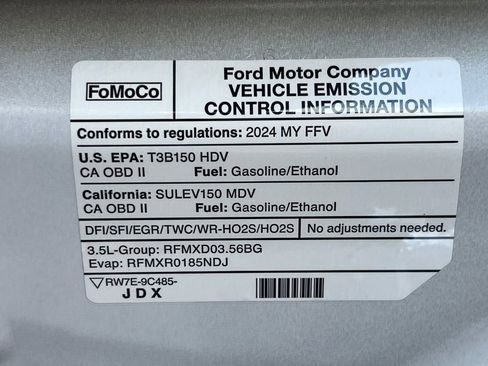 FoMoCo
Ford Motor Company
VEHICLE EMISSION
CONTROL INFORMATION
Conforms to regulations: 2024 MY FFV
U.S. EPA: T3B150 HDV
CA OBD II Fuel: Gasoline/Ethanol
California: SULEV150 MDV
CA OBD II Fuel: Gasoline/Ethanol
DFI/SFI/EGR/TWC/WR-HO2S/HO2S No adjustments needed.
3.5L-Group: RFMXD03.56BG
Evap: RFMXR0185NDJ
RW7E-9C485-
JDX